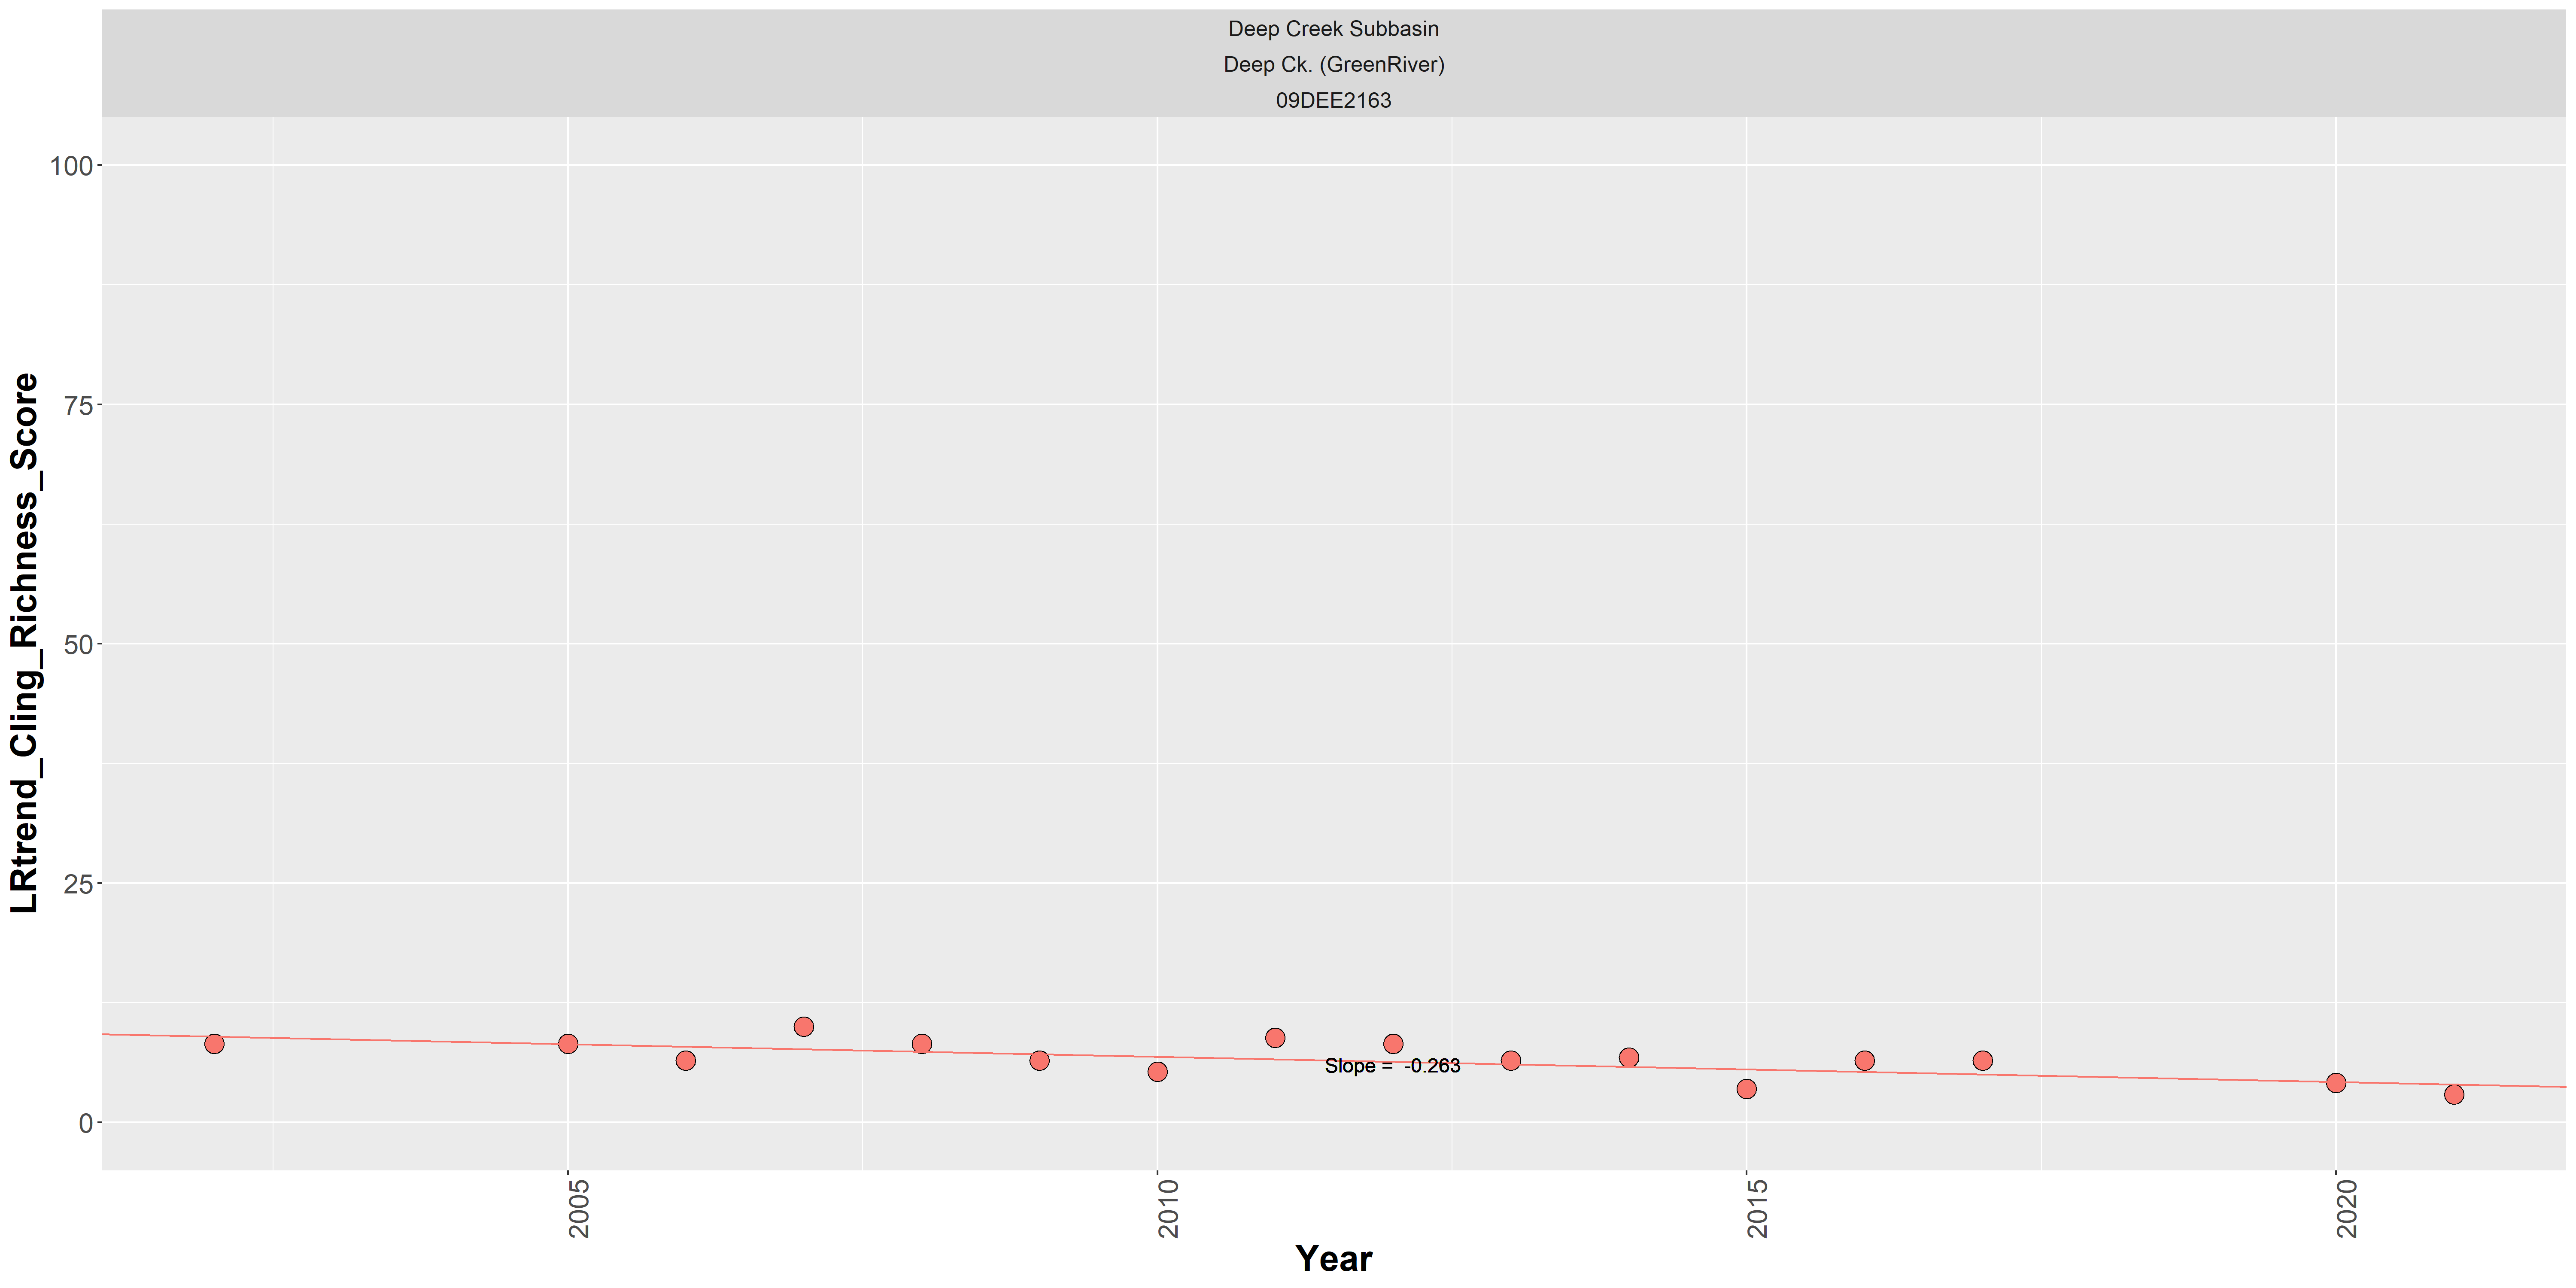 Deep Creek Subbasin
Deep Ck. (GreenRiver)
09DEE2163
LRtrend_Cling_Richness_Score
100
75
50
25
0
Slope =  -0.263
2005
2010
2015
2020
Year